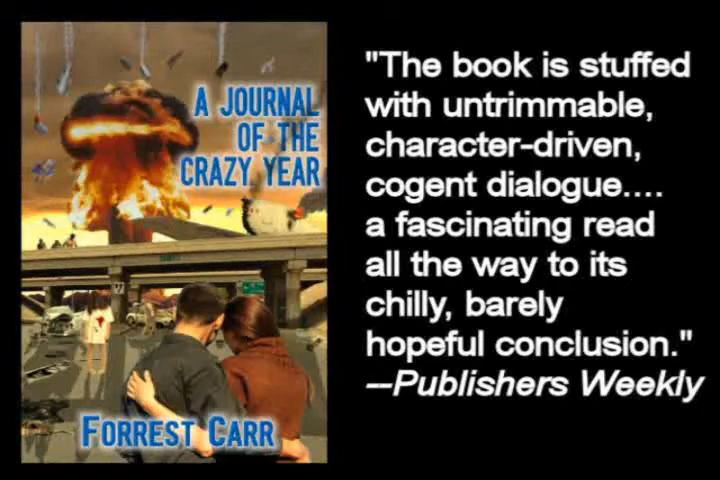 A JOURNAL
OF THE
CRAZY YEAR
FORREST CARR
"The book is stuffed
with untrimmable,
character-driven,
cogent dialogue....
a fascinating read
all the way to its
chilly, barely
hopeful conclusion."
--Publishers Weekly